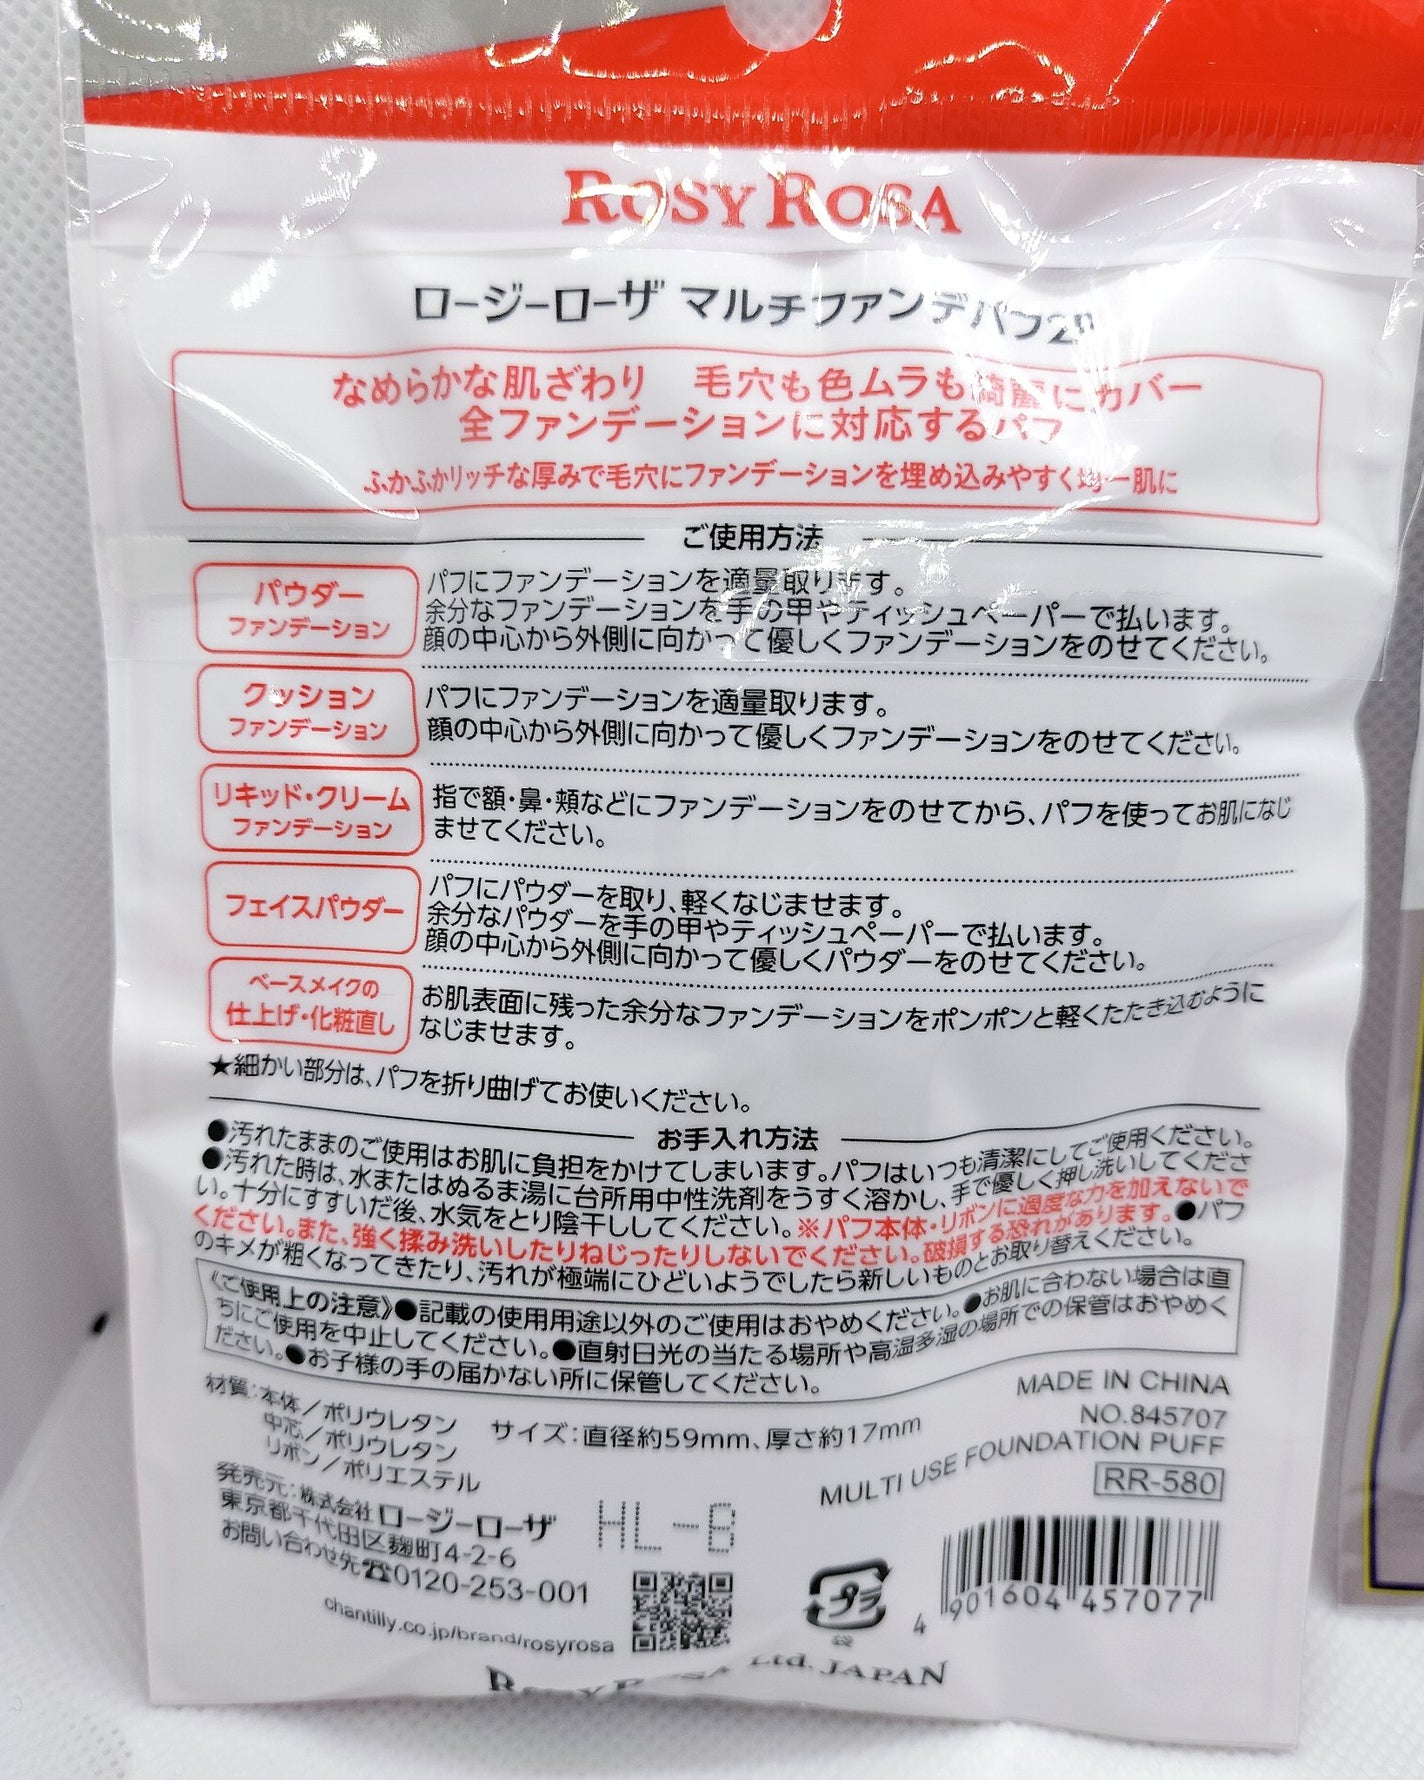 ROSY ROSA
ロージーローザ マルチファンデパフ2P
なめらかな肌ざわり 毛穴も色ムラも綺麗にカバー
全ファンデーションに対応するパフ
ふかふかリッチな厚みで毛穴にファンデーションを埋め込みやすく均一肌に
ご使用方法
パウダー
ファンデーション
パフにファンデーションを適量取ります。
余分なファンデーションを手の甲やティッシュペーパーで払います。
顔の中心から外側に向かって優しくファンデーションをのせてください。
クッション
ファンデーション
パフにファンデーションを適量取ります。
顔の中心から外側に向かって優しくファンデーションをのせてください。
リキッド・クリーム
ファンデーション
指で額・鼻・頬などにファンデーションをのせてから、パフを使ってお肌になじ
ませてください。
フェイスパウダー
パフにパウダーを取り、軽くなじませます。
余分なパウダーを手の甲やティッシュペーパーで払います。
顔の中心から外側に向かって優しくパウダーをのせてください。
ベースメイクの
仕上げ・化粧直し
お肌表面に残った余分なファンデーションをポンポンと軽くたたき込むように
なじませます。
★細かい部分は、パフを折り曲げてお使いください。
お手入れ方法
●汚れたままのご使用はお肌に負担をかけてしまいます。パフはいつも清潔にしてご使用ください。
●汚れた時は、水またはぬるま湯に台所用中性洗剤をうすく溶かし、手で優しく押し洗いしてくださ
い。十分にすすいだ後、水気をとり陰干ししてください。※パフ本体・リボンに過度な力を加えないで
ください。また、強く揉み洗いしたりねじったりしないでください。破損する恐れがあります。●パフ
のキメが粗くなってきたり、汚れが極端にひどいようでしたら新しいものとお取り替えください。
《ご使用上の注意》●記載の使用用途以外のご使用はおやめください。●お肌に合わない場合は直
ちにご使用を中止してください。●直射日光の当たる場所や高温多湿の場所での保管はおやめく
ださい。●お子様の手の届かない所に保管してください。
材質:本体/ポリウレタン
中芯/ポリウレタン
リボン/ポリエステル
サイズ:直径約59mm、厚さ約17mm
MADE IN CHINA
NO.845707
MULTI USE FOUNDATION PUFF
RR-580
発売元:株式会社ロージーローザ
東京都千代田区麹町4-2-6
お問い合わせ先☎0120-253-001
chantilly.co.jp/brand/rosyrosa
HL-B
プラ
袋
4 901604 457077
Ltd. JAPAN